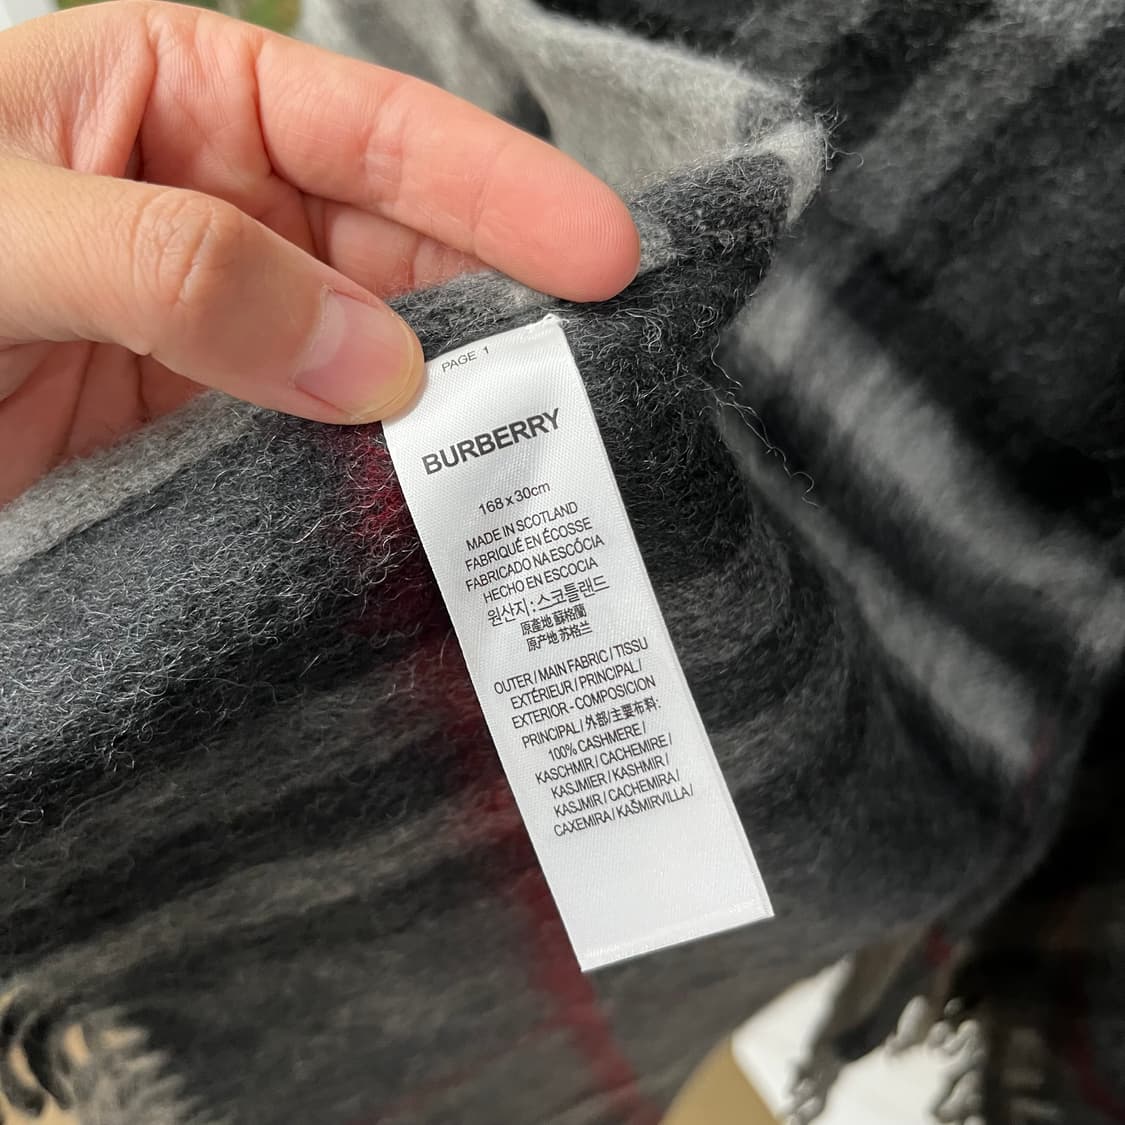 PAGE 1
BURBERRY
168 x 30cm
MADE IN SCOTLAND
FABRIQUÉ EN ÉCOSSE
FABRICADO NA ESCÓCIA
HECHO EN ESCOCIA
원산지: 스코틀랜드
原產地 蘇格蘭
原产地 苏格兰
OUTER / MAIN FABRIC / TISSU
EXTÉRIEUR / PRINCIPAL /
EXTERIOR - COMPOSICION
PRINCIPAL / 外部/主要布料:
100% CASHMERE /
KASCHMIR / CACHEMIRE /
KASJMIER / KASHMIR /
KASJMIR / CACHEMIRA /
CAXEMIRA / KAŠMIRVILLA /